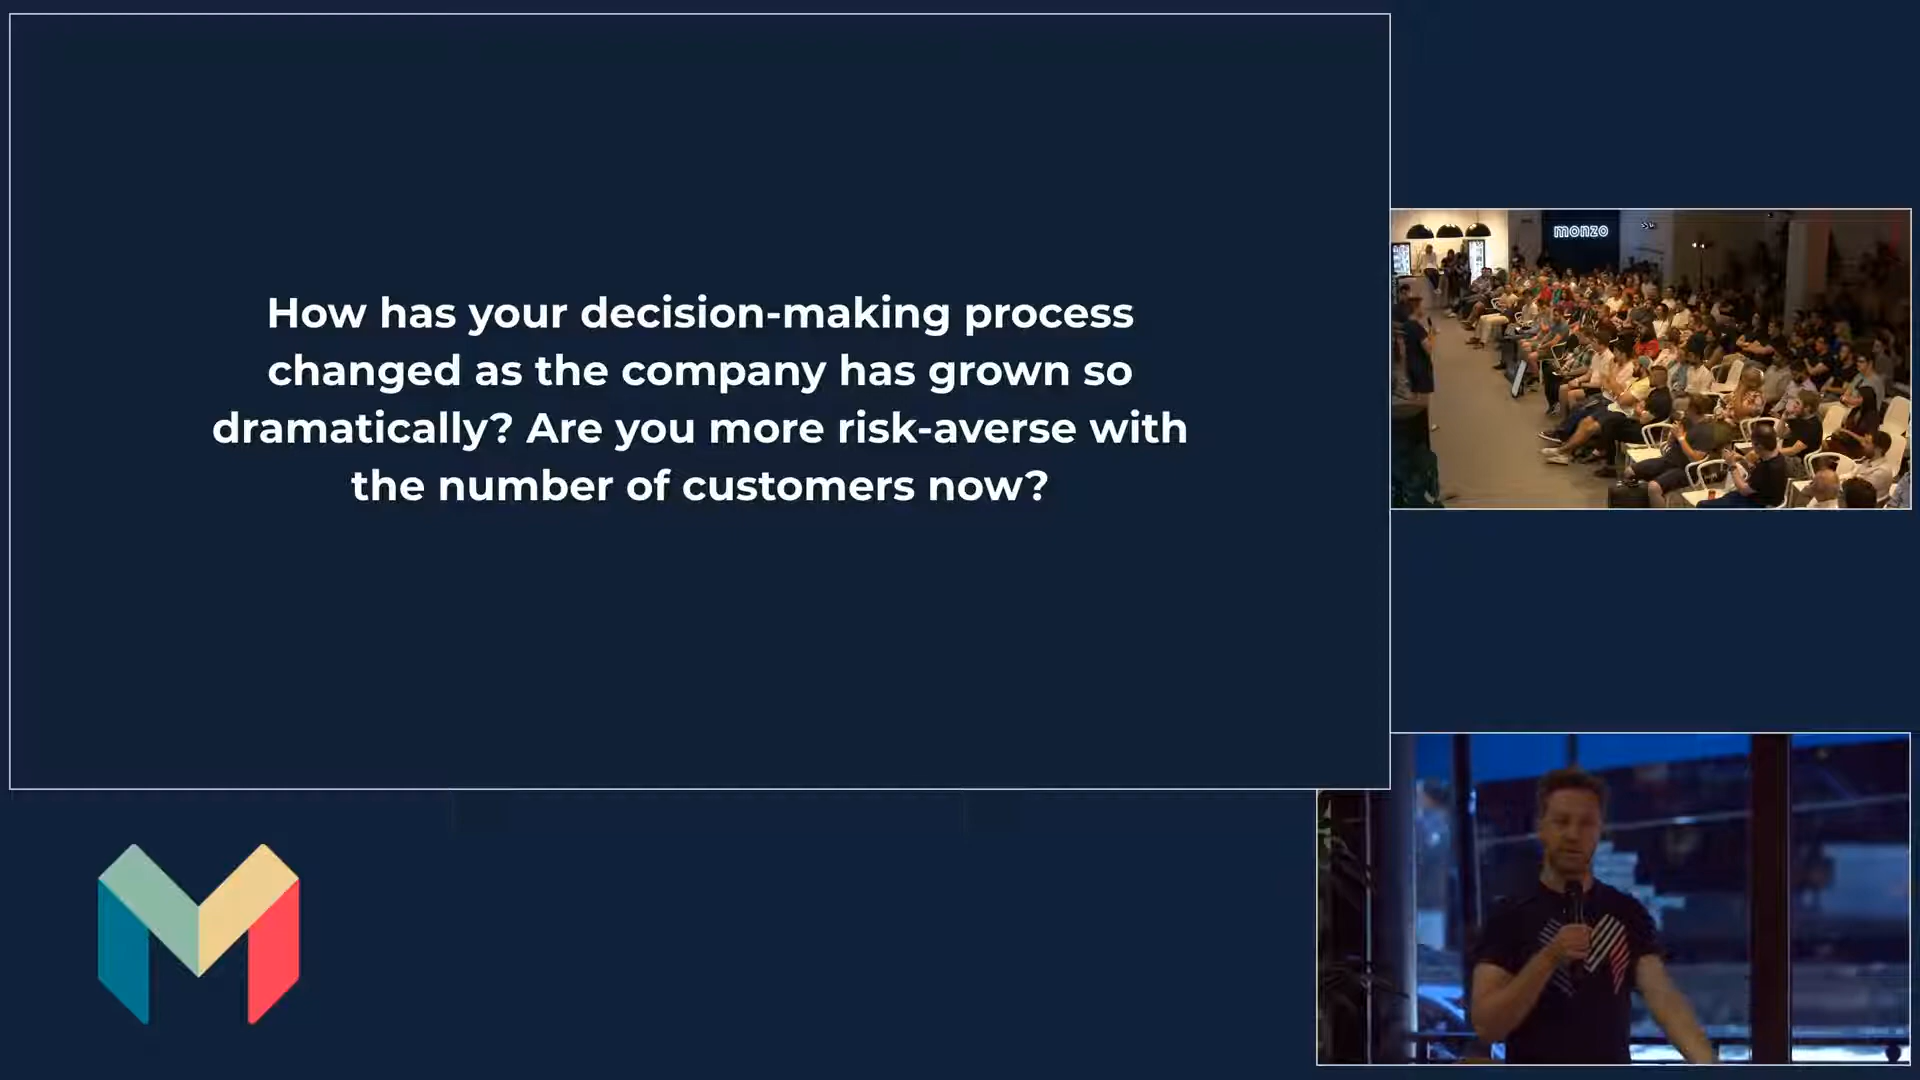 How has your decision-making process
changed as the company has grown so
dramatically? Are you more risk-averse with
the number of customers now?
monzo